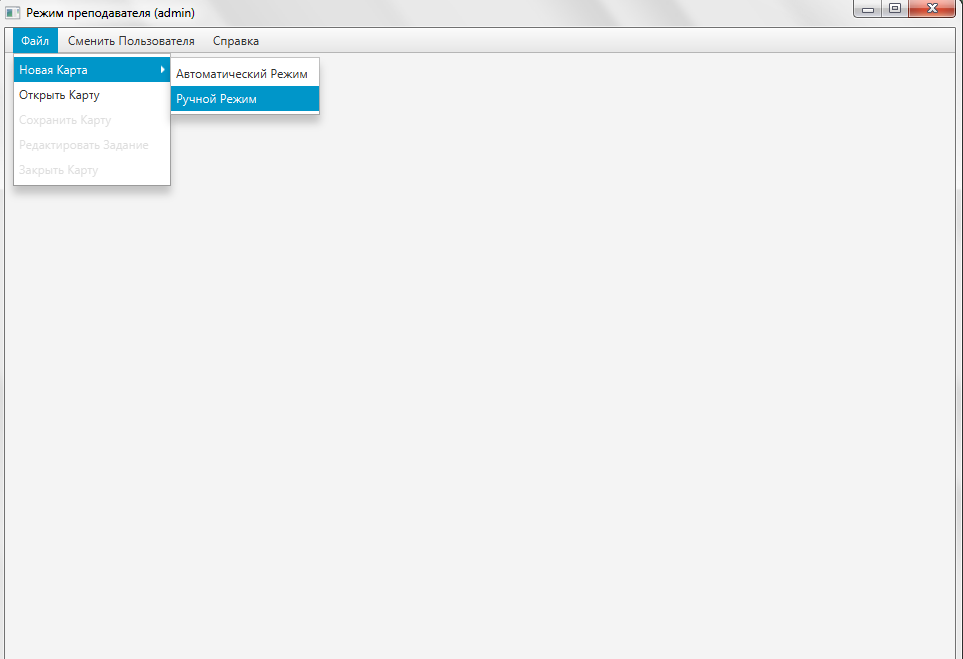 Режим преподавателя (admin)
Файл Сменить Пользователя Справка
Новая Карта
Открыть Карту
Сохранить Карту
Редактировать Задание
Закрыть Карту
Автоматический Режим
Ручной Режим